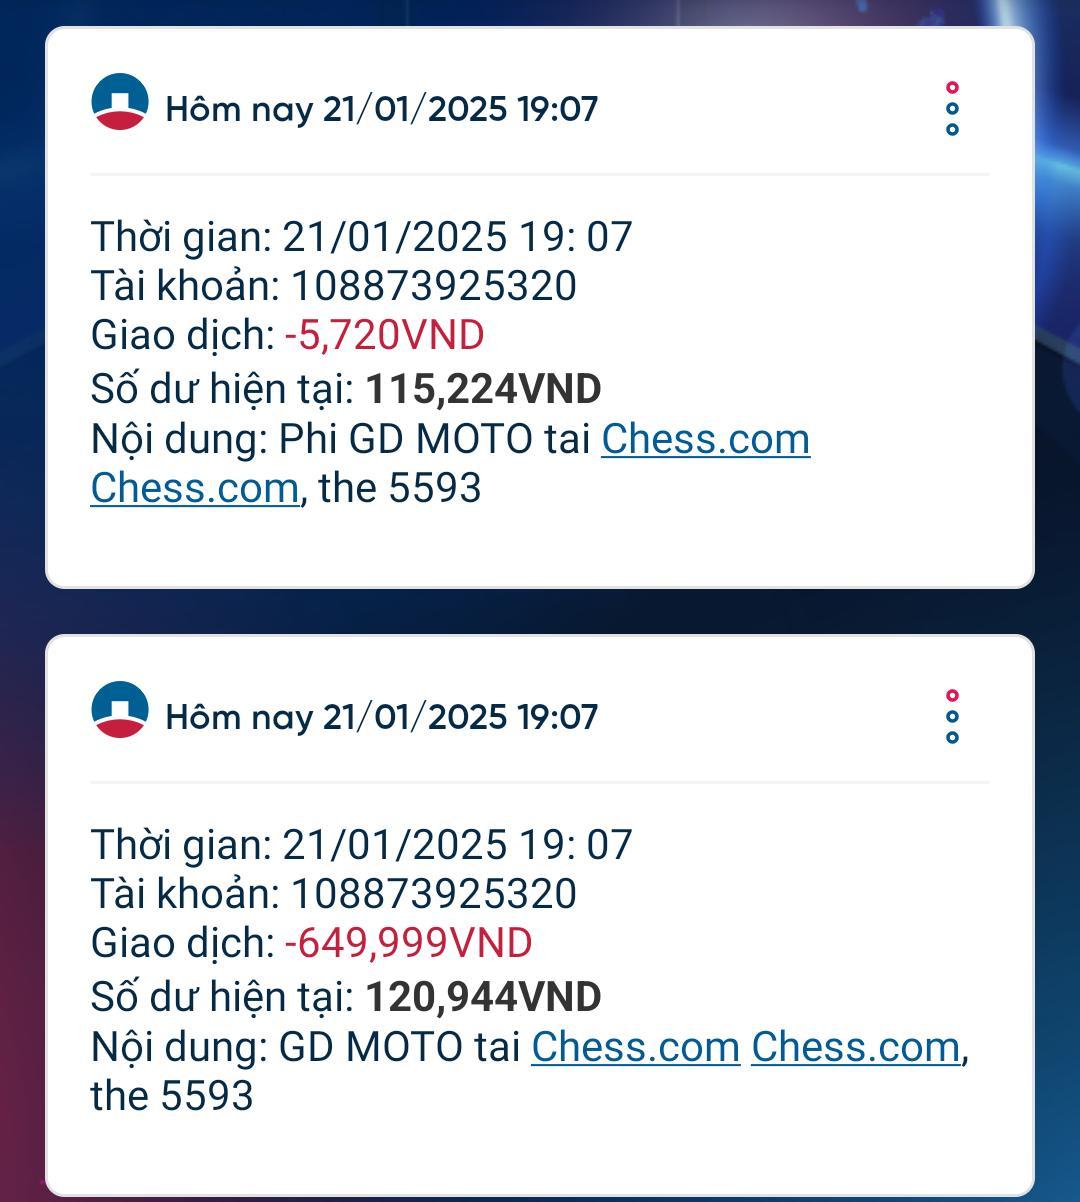 Hôm nay 21/01/2025 19:07
Thời gian: 21/01/2025 19: 07
Tài khoản: 108873925320
Giao dịch: -5,720VND
Số dư hiện tại: 115,224VND
Nội dung: Phi GD MOTO tai Chess.com
Chess.com, the 5593
Hôm nay 21/01/2025 19:07
Thời gian: 21/01/2025 19: 07
Tài khoản: 108873925320
Giao dịch: -649,999VND
Số dư hiện tại: 120,944VND
Nội dung: GD MOTO tai Chess.com Chess.com,
the 5593